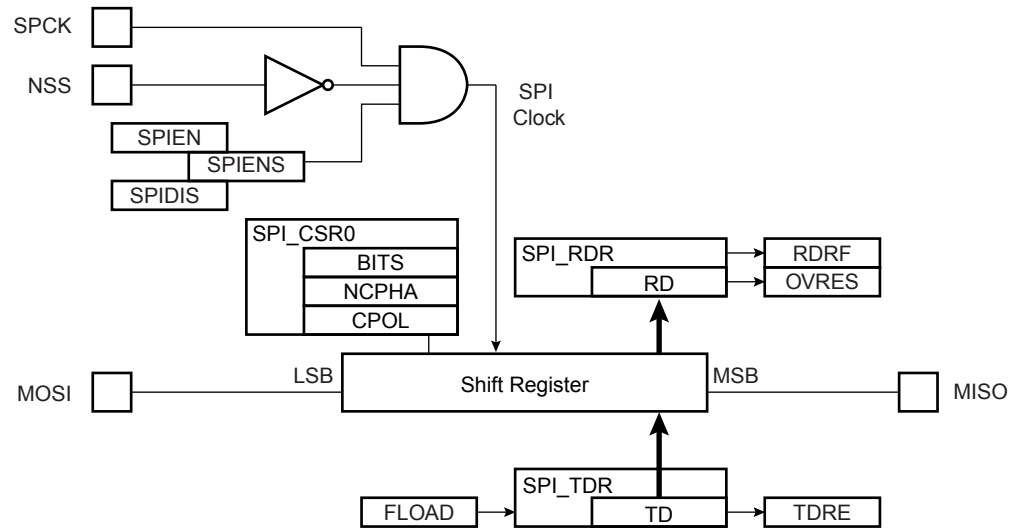 SPCK
NSS
SPI
Clock
SPIEN
SPIENS
SPIDIS
SPI_CSR0
BITS
NCPHA
CPOL
SPI_RDR
RD
RDRF
OVRES
MOSI
LSB
Shift Register
MSB
MISO
SPI_TDR
FLOAD
TD
TDRE